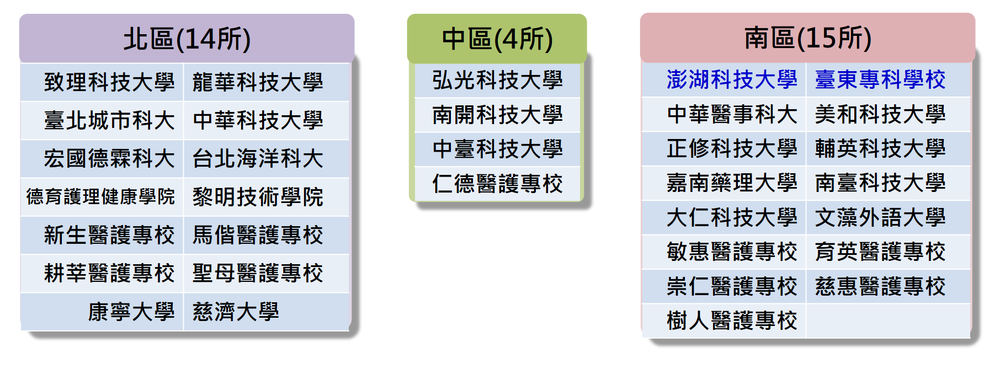 北區(14所)
致理科技大學 龍華科技大學
臺北城市科大 中華科技大學
宏國德霖科大 台北海洋科大
德育護理健康學院 黎明技術學院
新生醫護專校 馬偕醫護專校
耕莘醫護專校 聖母醫護專校
康寧大學 慈濟大學
中區(4所)
弘光科技大學
南開科技大學
中臺科技大學
仁德醫護專校
南區(15所)
澎湖科技大學 臺東專科學校
中華醫事科大 美和科技大學
正修科技大學 輔英科技大學
嘉南藥理大學 南臺科技大學
大仁科技大學 文藻外語大學
敏惠醫護專校 育英醫護專校
崇仁醫護專校 慈惠醫護專校
樹人醫護專校